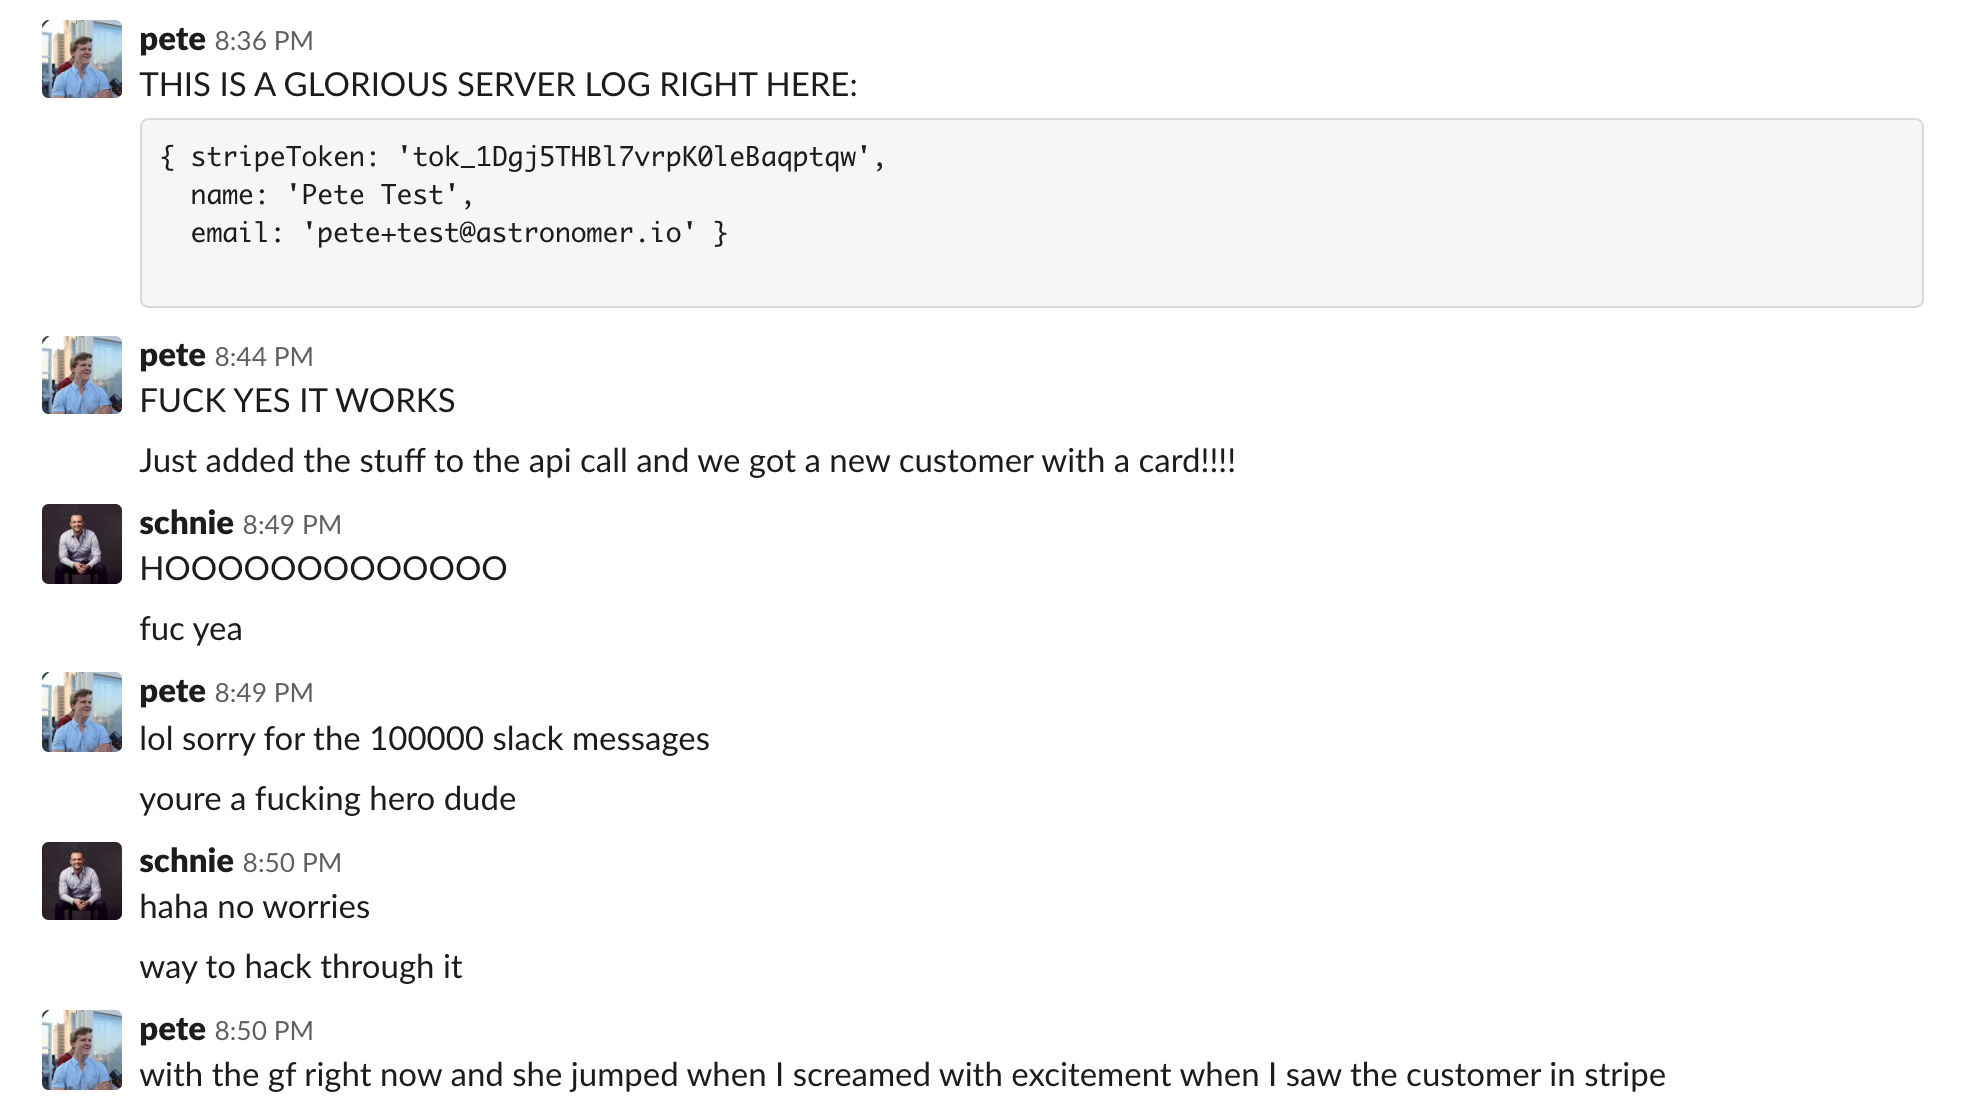 pete 8:36 PM
THIS IS A GLORIOUS SERVER LOG RIGHT HERE:
{ stripeToken: 'tok_1Dgj5THBl7vrpK0leBaqptqw',
name: 'Pete Test',
email: 'pete+test@astronomer.io' }
pete 8:44 PM
FUCK YES IT WORKS
Just added the stuff to the api call and we got a new customer with a card!!!!
schnie 8:49 PM
HOOOOOOOOOOOOO
fuc yea
pete 8:49 PM
lol sorry for the 100000 slack messages
youre a fucking hero dude
schnie 8:50 PM
haha no worries
way to hack through it
pete 8:50 PM
with the gf right now and she jumped when I screamed with excitement when I saw the customer in stripe